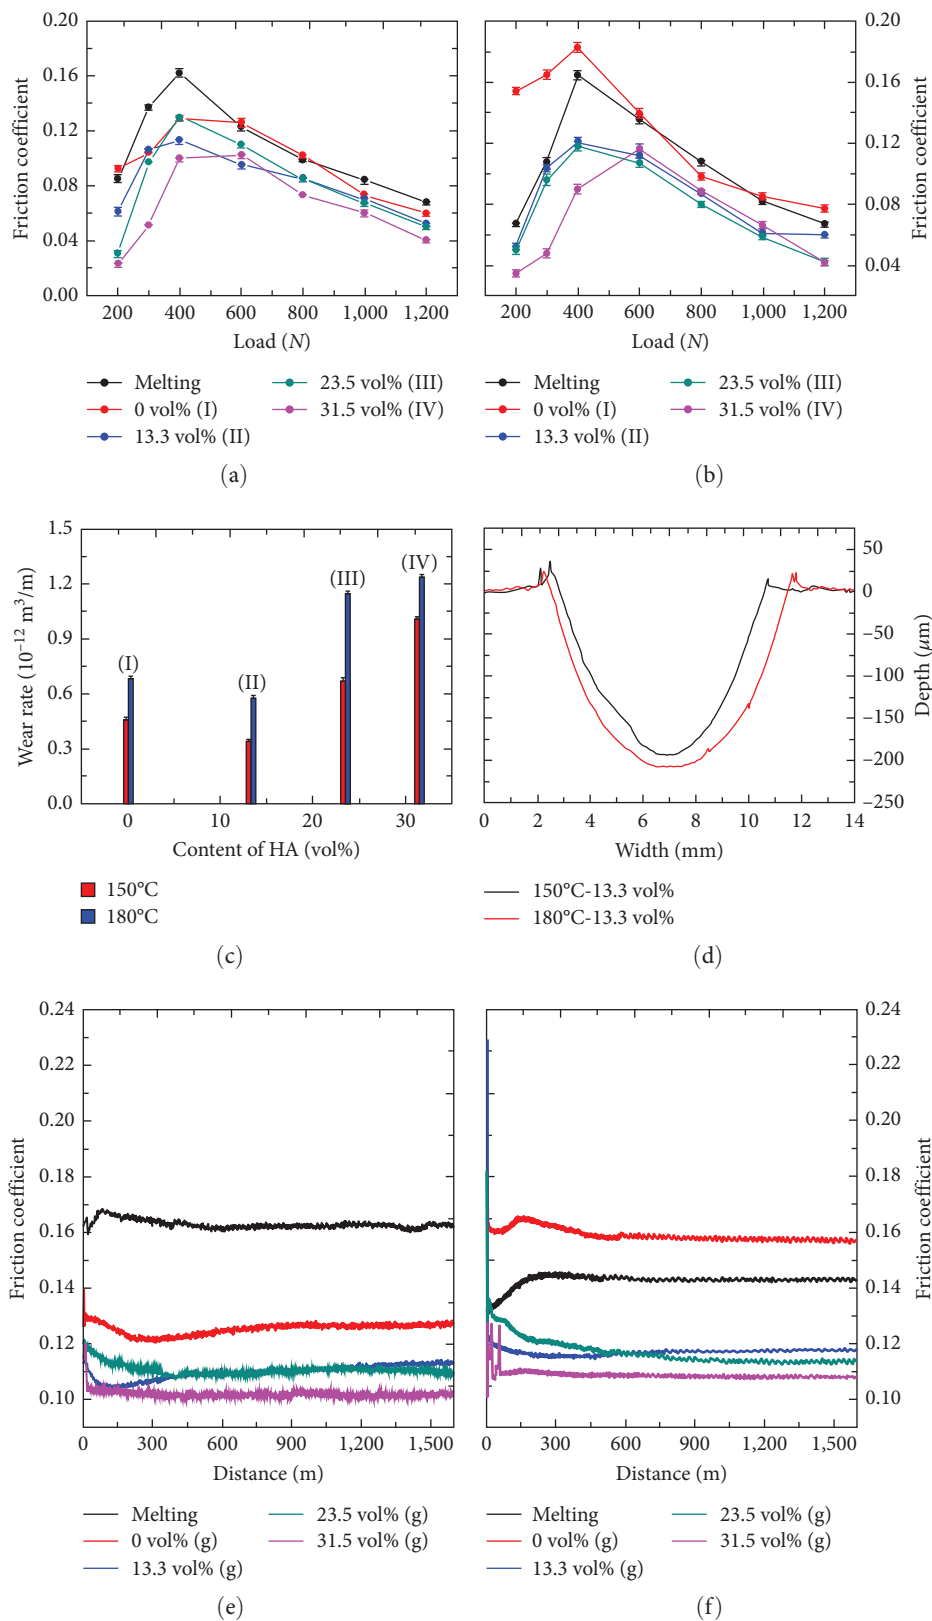 0.20
0.16
0.12
0.08
0.04
0.00
Friction coefficient
200 400 600 800 1,000 1,200
Load (N)
Melting
0 vol% (I)
13.3 vol% (II)
23.5 vol% (III)
31.5 vol% (IV)
(a)
0.20
0.16
0.12
0.08
0.04
Friction coefficient
200 400 600 800 1,000 1,200
Load (N)
Melting
0 vol% (I)
13.3 vol% (II)
23.5 vol% (III)
31.5 vol% (IV)
(b)
1.5
1.2
0.9
0.6
0.3
0.0
Wear rate (10⁻¹² m³/m)
(I)
(II)
(III)
(IV)
0 10 20 30
Content of HA (vol%)
150°C
180°C
(c)
50
0
−50
−100
−150
−200
−250
Depth (μm)
0 2 4 6 8 10 12 14
Width (mm)
150°C-13.3 vol%
180°C-13.3 vol%
(d)
0.24
0.22
0.20
0.18
0.16
0.14
0.12
0.10
Friction coefficient
0 300 600 900 1,200 1,500
Distance (m)
Melting
0 vol% (g)
13.3 vol% (g)
23.5 vol% (g)
31.5 vol% (g)
(e)
0.24
0.22
0.20
0.18
0.16
0.14
0.12
0.10
Friction coefficient
0 300 600 900 1,200 1,500
Distance (m)
Melting
0 vol% (g)
13.3 vol% (g)
23.5 vol% (g)
31.5 vol% (g)
(f)